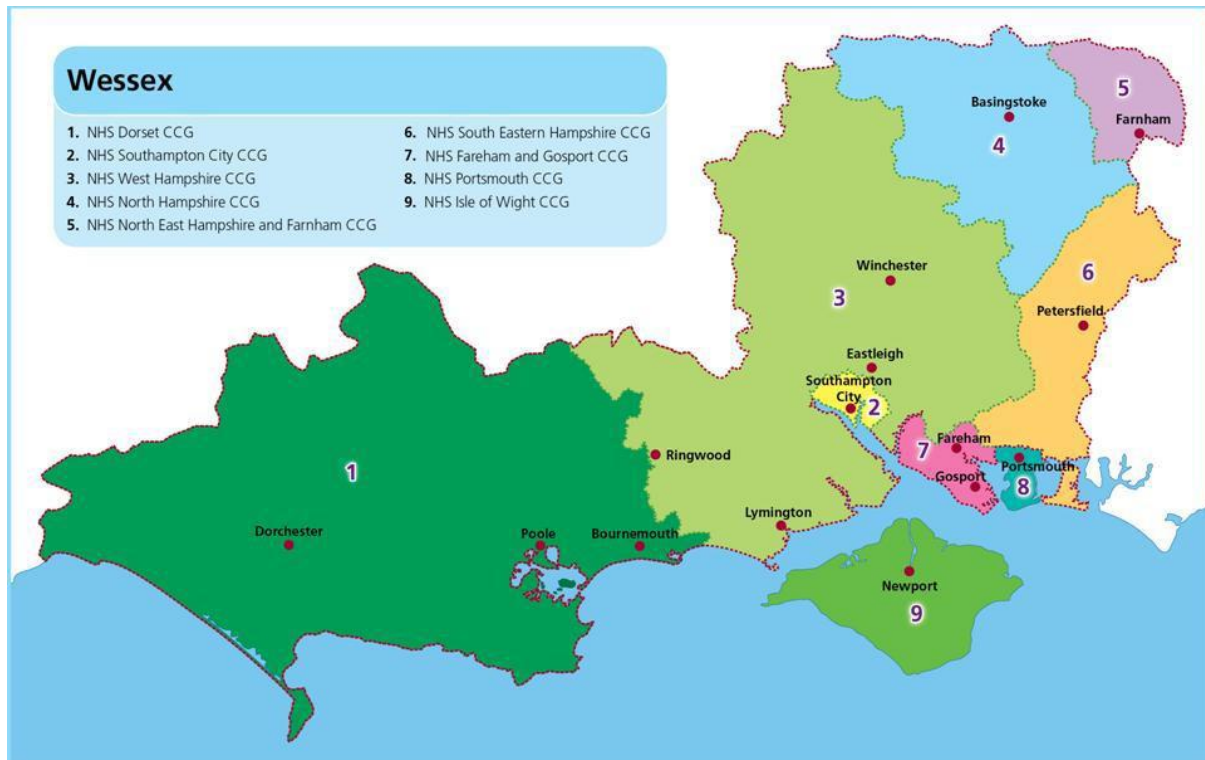 Wessex
1. NHS Dorset CCG
2. NHS Southampton City CCG
3. NHS West Hampshire CCG
4. NHS North Hampshire CCG
5. NHS North East Hampshire and Farnham CCG
6. NHS South Eastern Hampshire CCG
7. NHS Fareham and Gosport CCG
8. NHS Portsmouth CCG
9. NHS Isle of Wight CCG
5
Basingstoke
Farnham
4
Winchester
6
3
Petersfield
Eastleigh
Southampton
City
2
Fareham
7
Ringwood
Portsmouth
1
Gosport
8
Lymington
Dorchester
Poole
Bournemouth
Newport
9